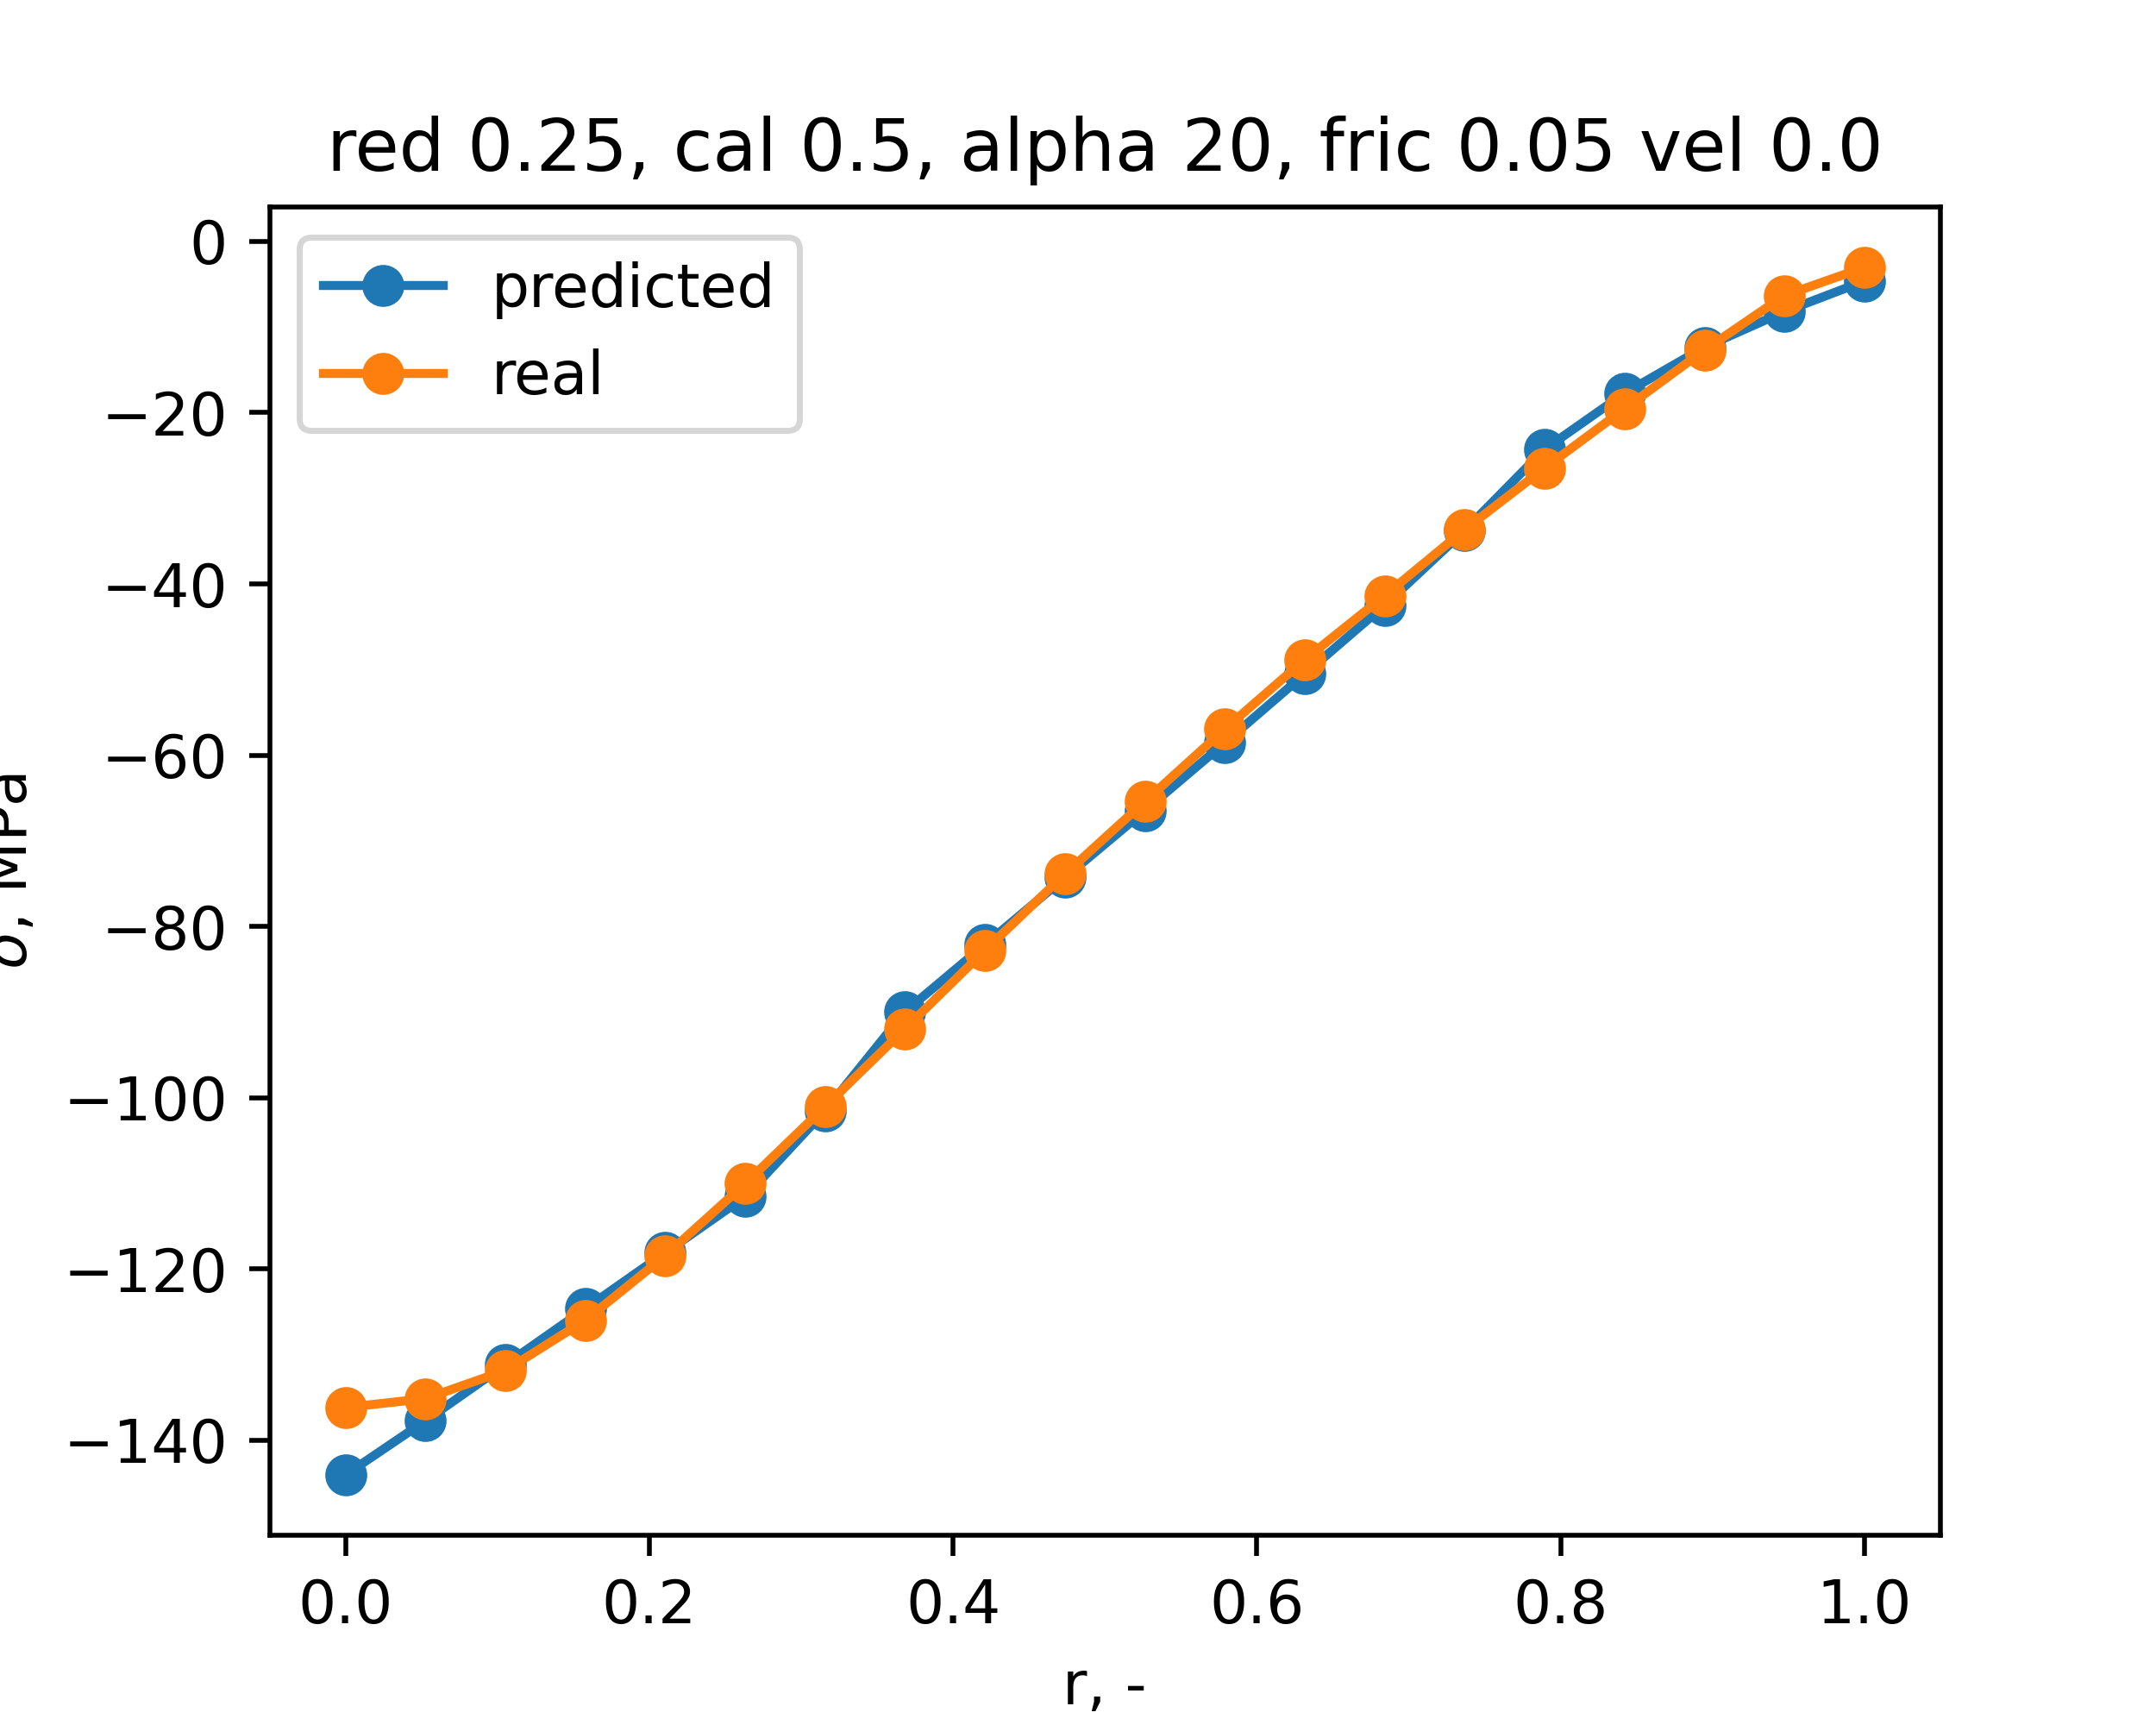 red 0.25, cal 0.5, alpha 20, fric 0.05 vel 0.0
predicted
real
0
−20
−40
−60
−80
−100
−120
−140
σ, MPa
0.0 0.2 0.4 0.6 0.8 1.0
r, -